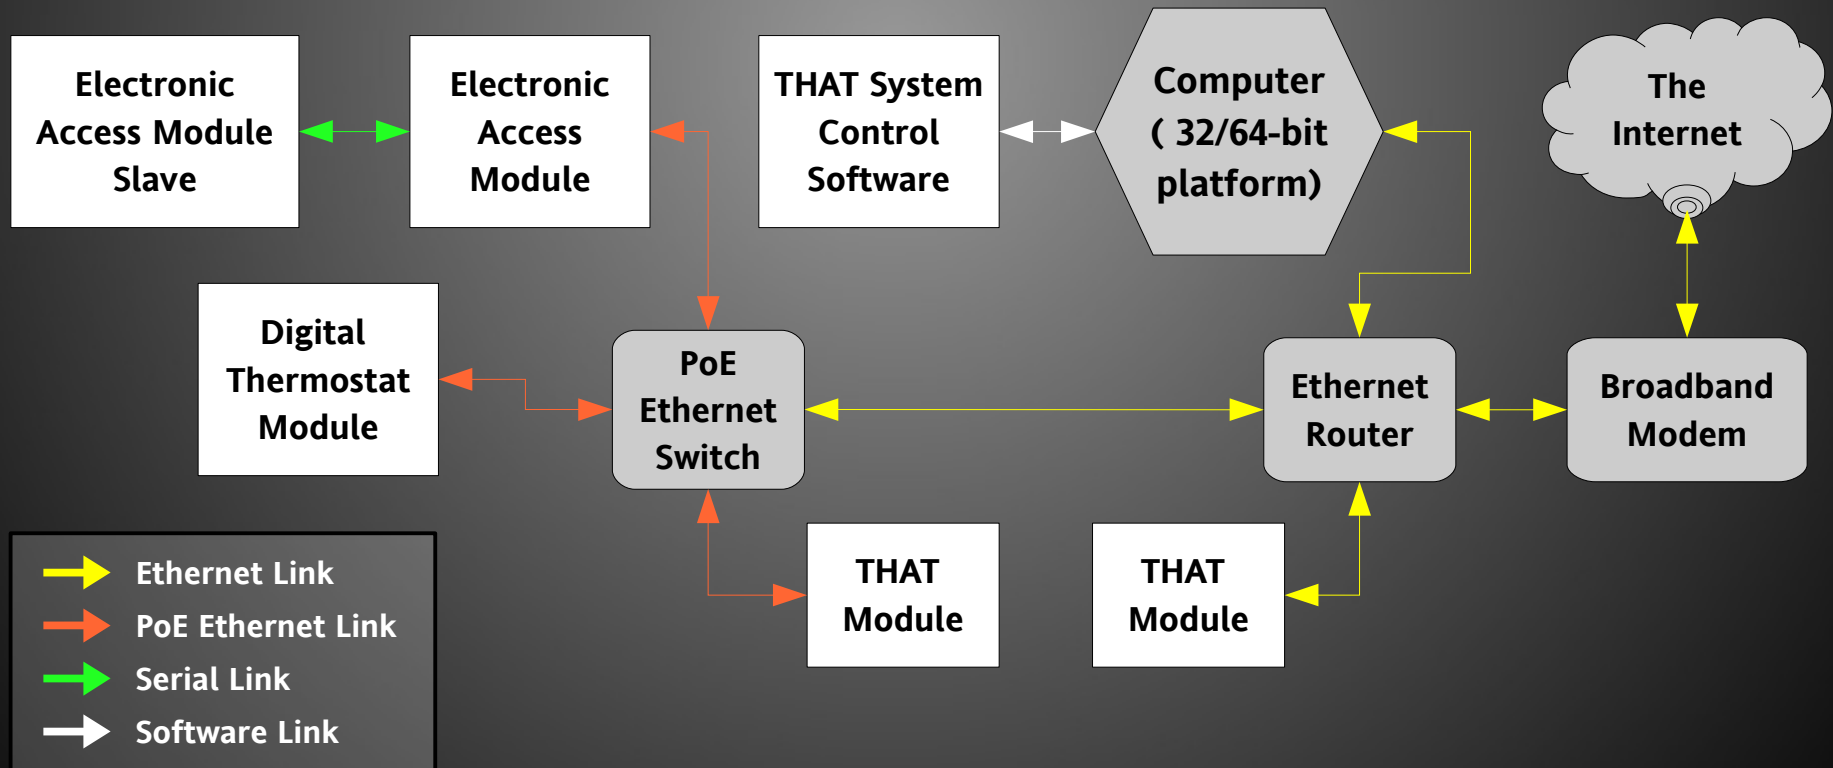 Electronic
Access Module
Slave
Electronic
Access
Module
THAT System
Control
Software
Computer
( 32/64-bit
platform)
The
Internet
Digital
Thermostat
Module
PoE
Ethernet
Switch
Ethernet
Router
Broadband
Modem
THAT
Module
THAT
Module
Ethernet Link
PoE Ethernet Link
Serial Link
Software Link